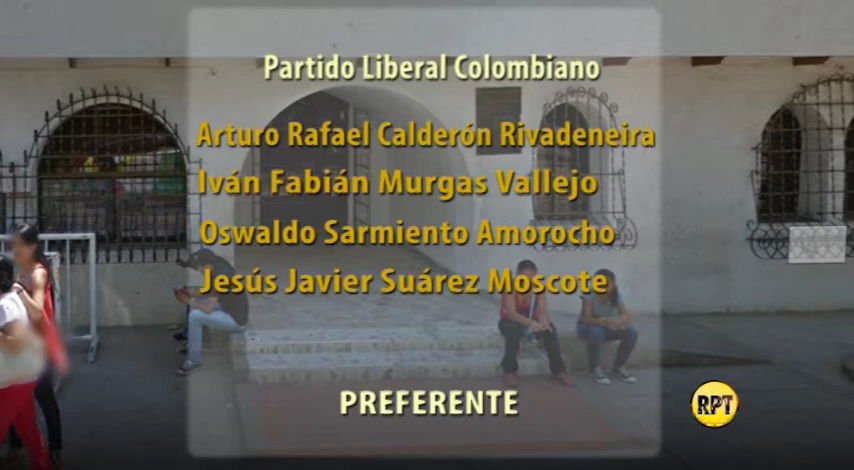 Partido Liberal Colombiano
Arturo Rafael Calderón Rivadeneira
Iván Fabián Murgas Vallejo
Oswaldo Sarmiento Amorocho
Jesús Javier Suárez Moscote
PREFERENTE
RPT